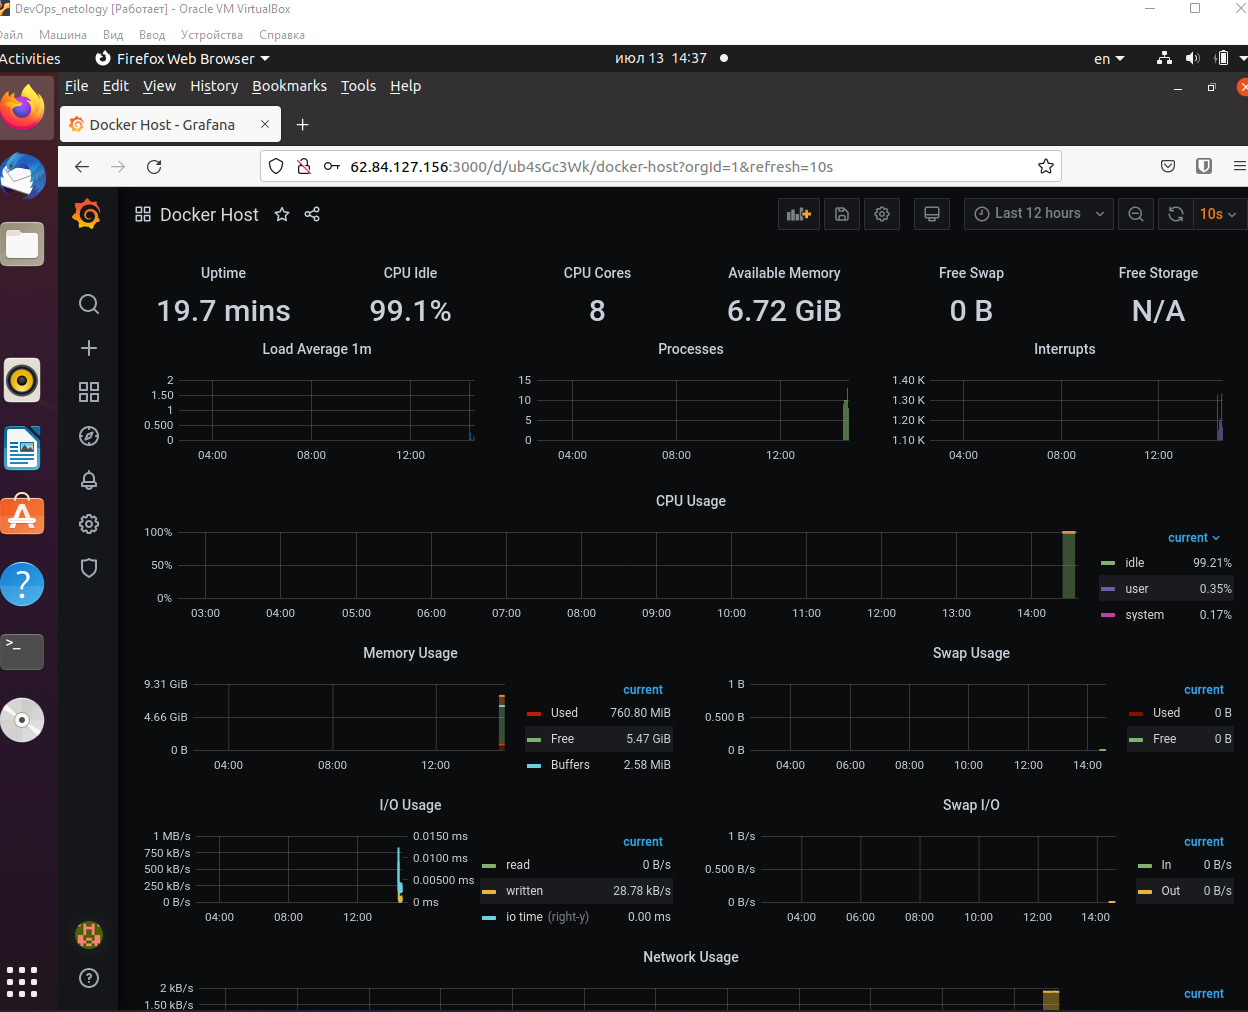 DevOps_netology [Работает] - Oracle VM VirtualBox
Файл Машина Вид Ввод Устройства Справка
Activities Firefox Web Browser июл 13 14:37 en
File Edit View History Bookmarks Tools Help
Docker Host - Grafana
62.84.127.156:3000/d/ub4sGc3Wk/docker-host?orgId=1&refresh=10s
Docker Host Last 12 hours 10s
Uptime CPU Idle CPU Cores Available Memory Free Swap Free Storage
19.7 mins 99.1% 8 6.72 GiB 0 B N/A
Load Average 1m
2
1.50
1
0.500
0
04:00 08:00 12:00
Processes
15
10
5
0
04:00 08:00 12:00
Interrupts
1.40 K
1.30 K
1.20 K
1.10 K
04:00 08:00 12:00
CPU Usage
100%
50%
0%
03:00 04:00 05:00 06:00 07:00 08:00 09:00 10:00 11:00 12:00 13:00 14:00
current
idle 99.21%
user 0.35%
system 0.17%
Memory Usage
9.31 GiB
4.66 GiB
0 B
04:00 08:00 12:00
current
Used 760.80 MiB
Free 5.47 GiB
Buffers 2.58 MiB
Swap Usage
1 B
0.500 B
0 B
04:00 06:00 08:00 10:00 12:00 14:00
current
Used 0 B
Free 0 B
I/O Usage
1 MB/s 0.0150 ms
750 kB/s 0.0100 ms
500 kB/s
250 kB/s 0.00500 ms
0 B/s 0 ms
04:00 08:00 12:00
current
read 0 B/s
written 28.78 kB/s
io time (right-y) 0.00 ms
Swap I/O
1 B/s
0.500 B/s
0 B/s
04:00 06:00 08:00 10:00 12:00 14:00
current
In 0 B/s
Out 0 B/s
Network Usage
2 kB/s
1.50 kB/s
current